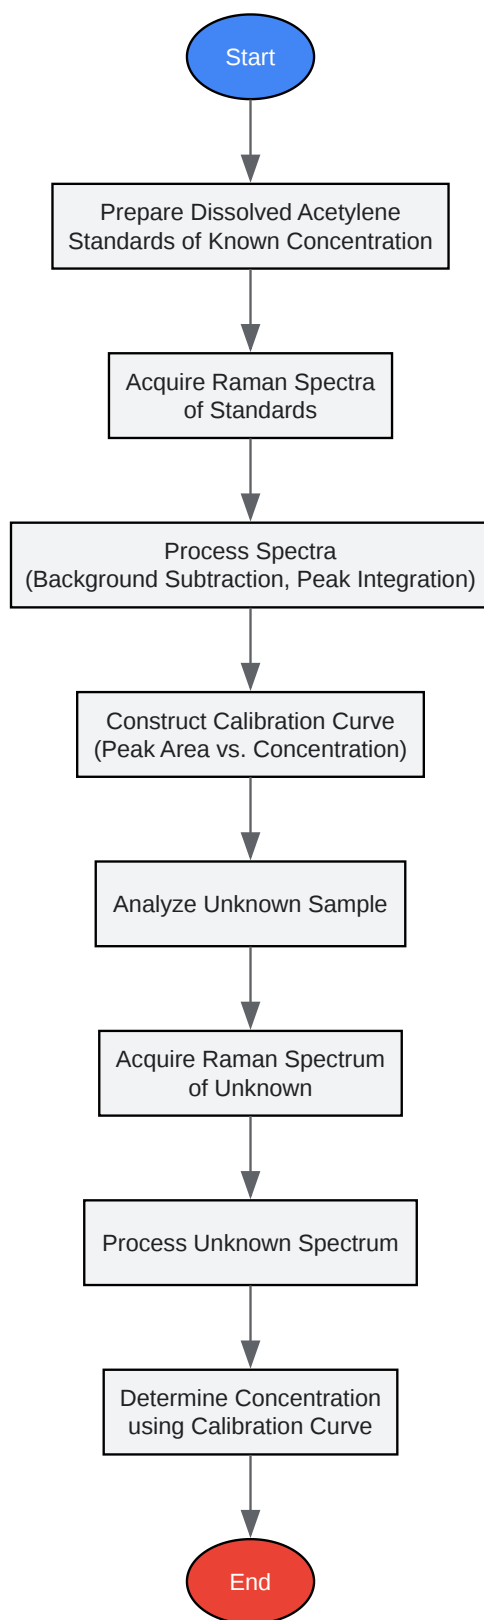 Start
Prepare Dissolved Acetylene
Standards of Known Concentration
Acquire Raman Spectra
of Standards
Process Spectra
(Background Subtraction, Peak Integration)
Construct Calibration Curve
(Peak Area vs. Concentration)
Analyze Unknown Sample
Acquire Raman Spectrum
of Unknown
Process Unknown Spectrum
Determine Concentration
using Calibration Curve
End